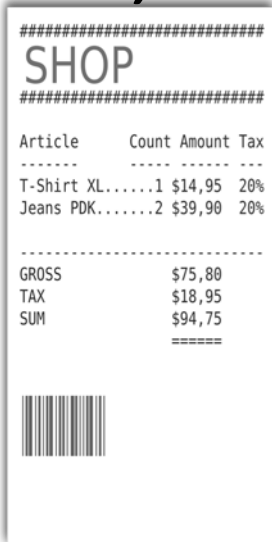 ###########################
SHOP
###########################
Article Count Amount Tax
------- ----- ------ ---
T-Shirt XL......1 $14,95 20%
Jeans PDK.......2 $39,90 20%
-----------------------------
GROSS $75,80
TAX $18,95
SUM $94,75
======